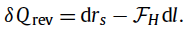 δQ_rev = dr_s − ℱ_H dl.